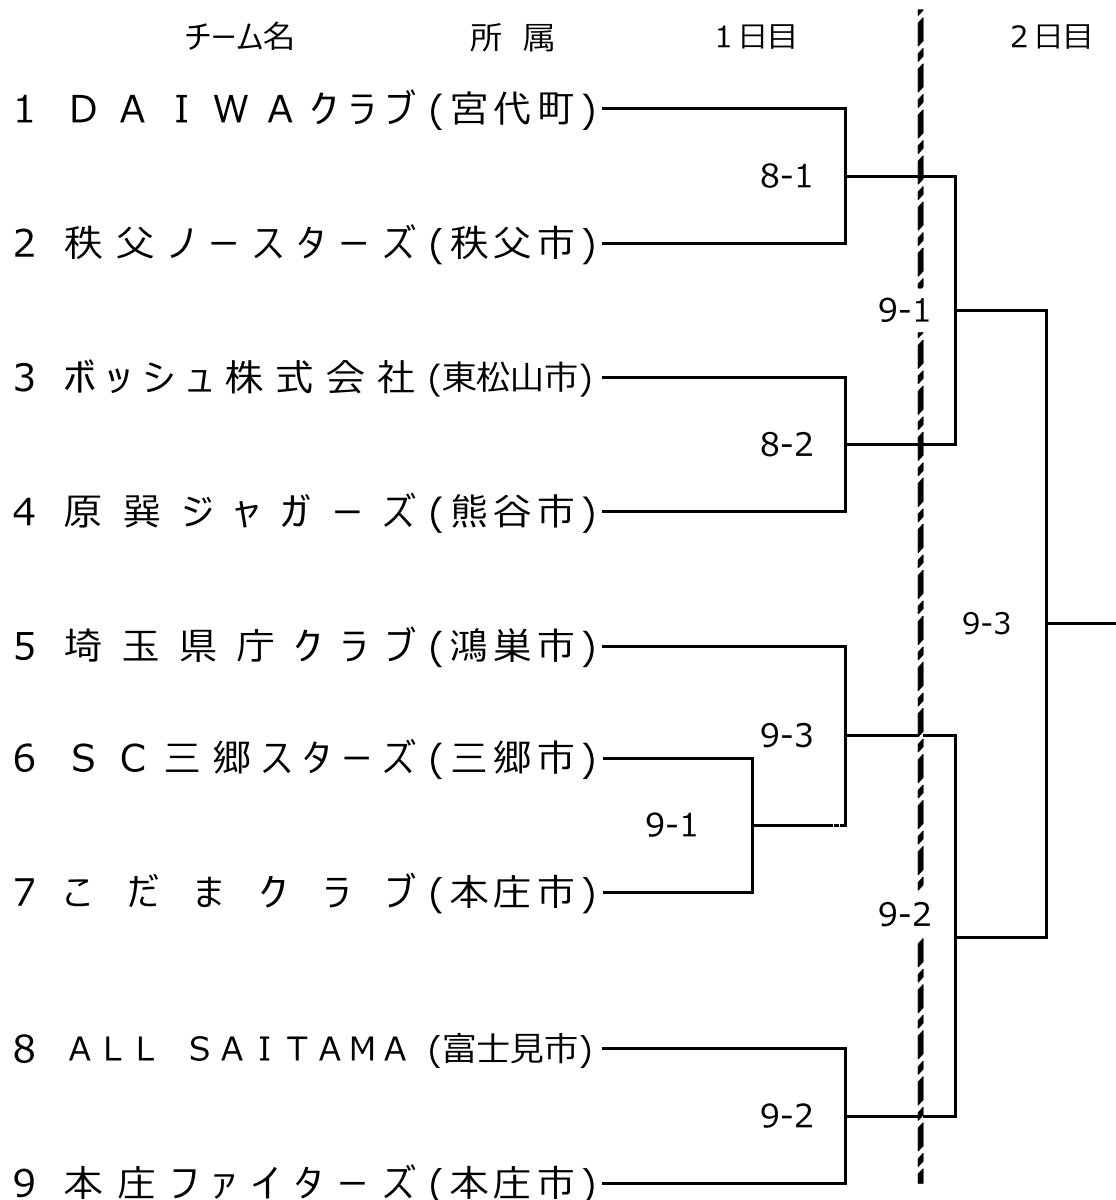 チーム名 所属 1日目 2日目
1 DAIWAクラブ(宮代町)
8-1
2 秩父ノースターズ(秩父市)
9-1
3 ボッシュ株式会社(東松山市)
8-2
4 原巽ジャガーズ(熊谷市)
9-3
5 埼玉県庁クラブ(鴻巣市)
9-3
6 SC三郷スターズ(三郷市)
9-1
7 こだまクラブ(本庄市)
9-2
8 ALL SAITAMA(富士見市)
9-2
9 本庄ファイターズ(本庄市)